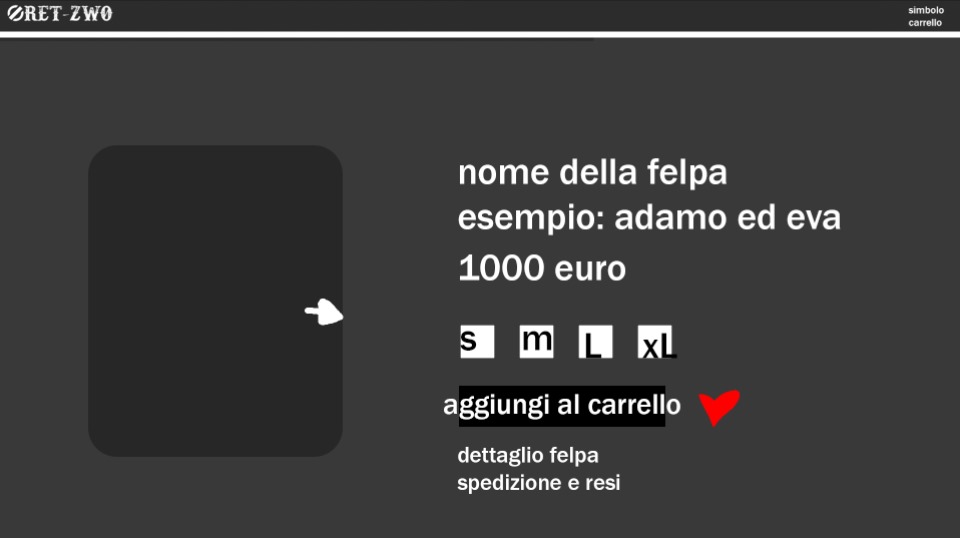 ØRET-ZWO
simbolo
carrello
nome della felpa
esempio: adamo ed eva
1000 euro
s m L xL
aggiungi al carrello
dettaglio felpa
spedizione e resi